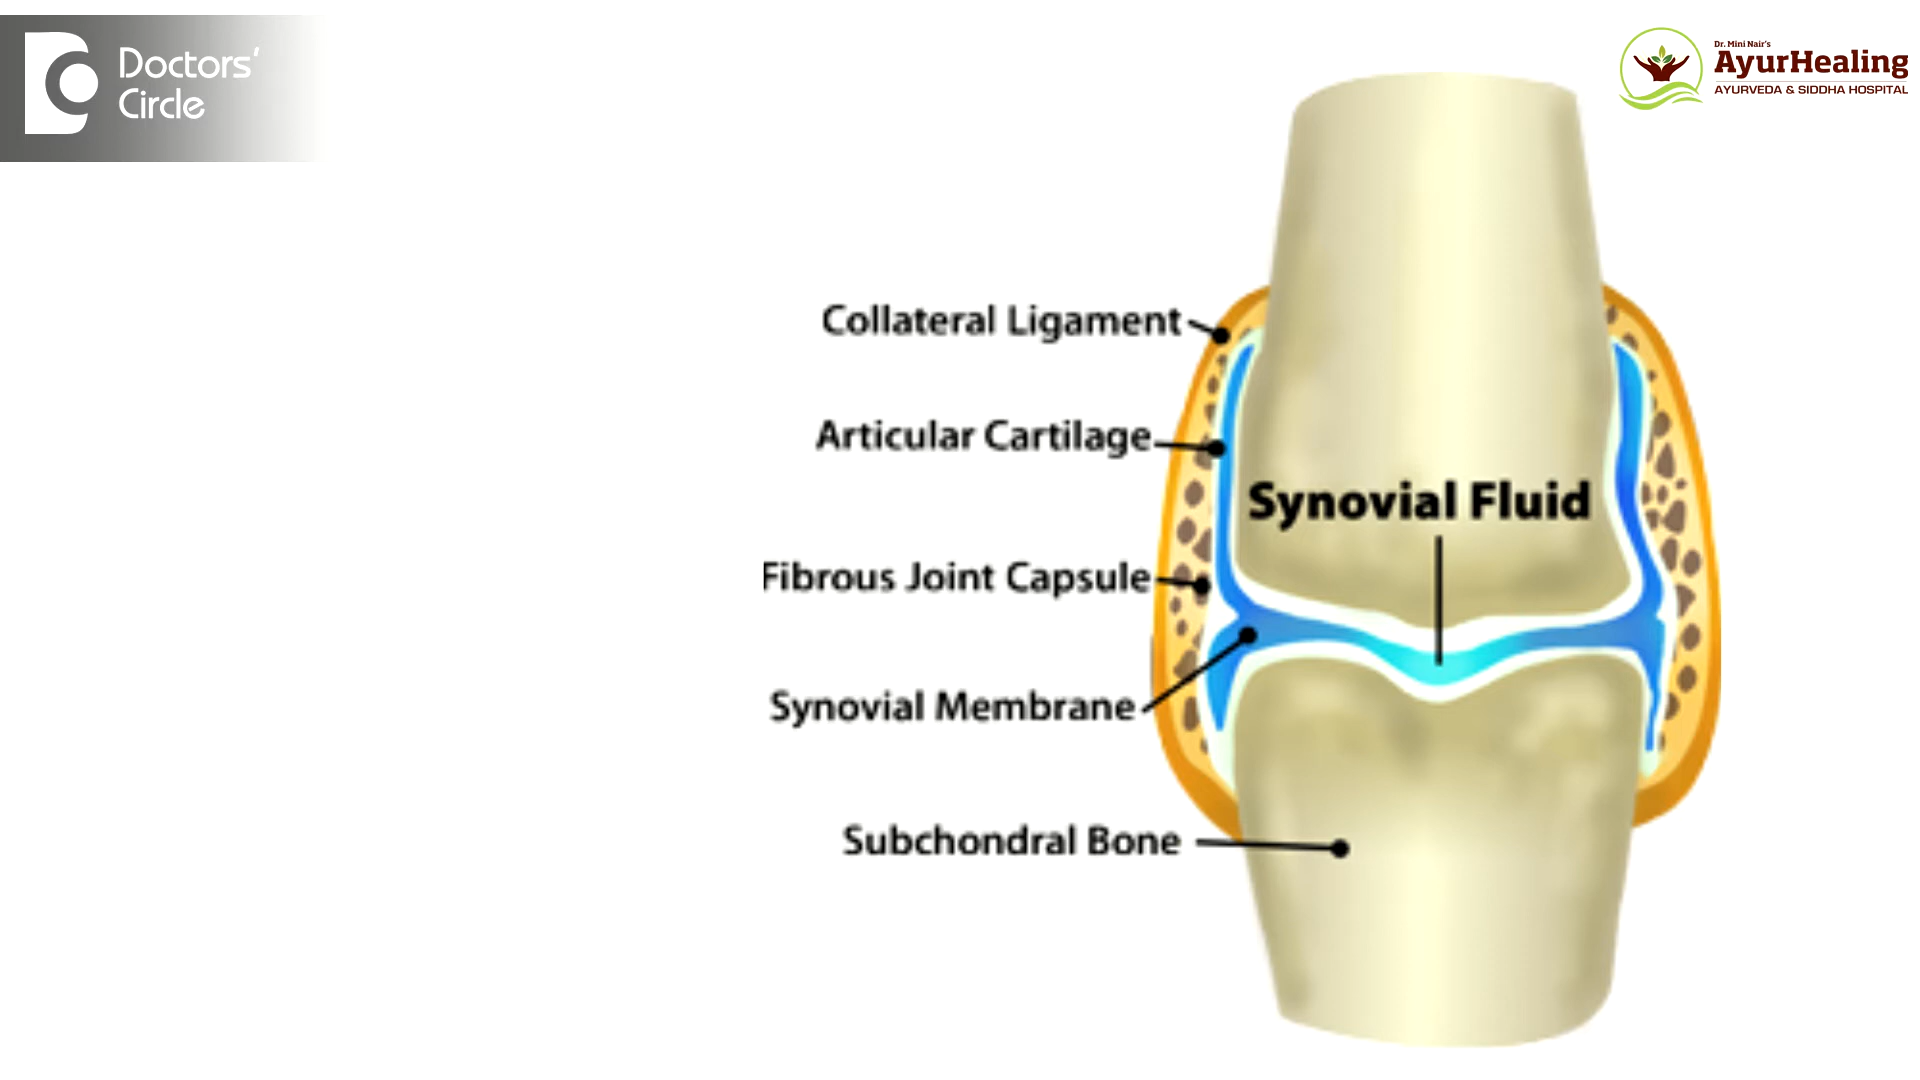 Doctors'
Circle
Dr. Mini Nair's
AyurHealing
AYURVEDA & SIDDHA HOSPITAL
Collateral Ligament
Articular Cartilage
Synovial Fluid
Fibrous Joint Capsule
Synovial Membrane
Subchondral Bone